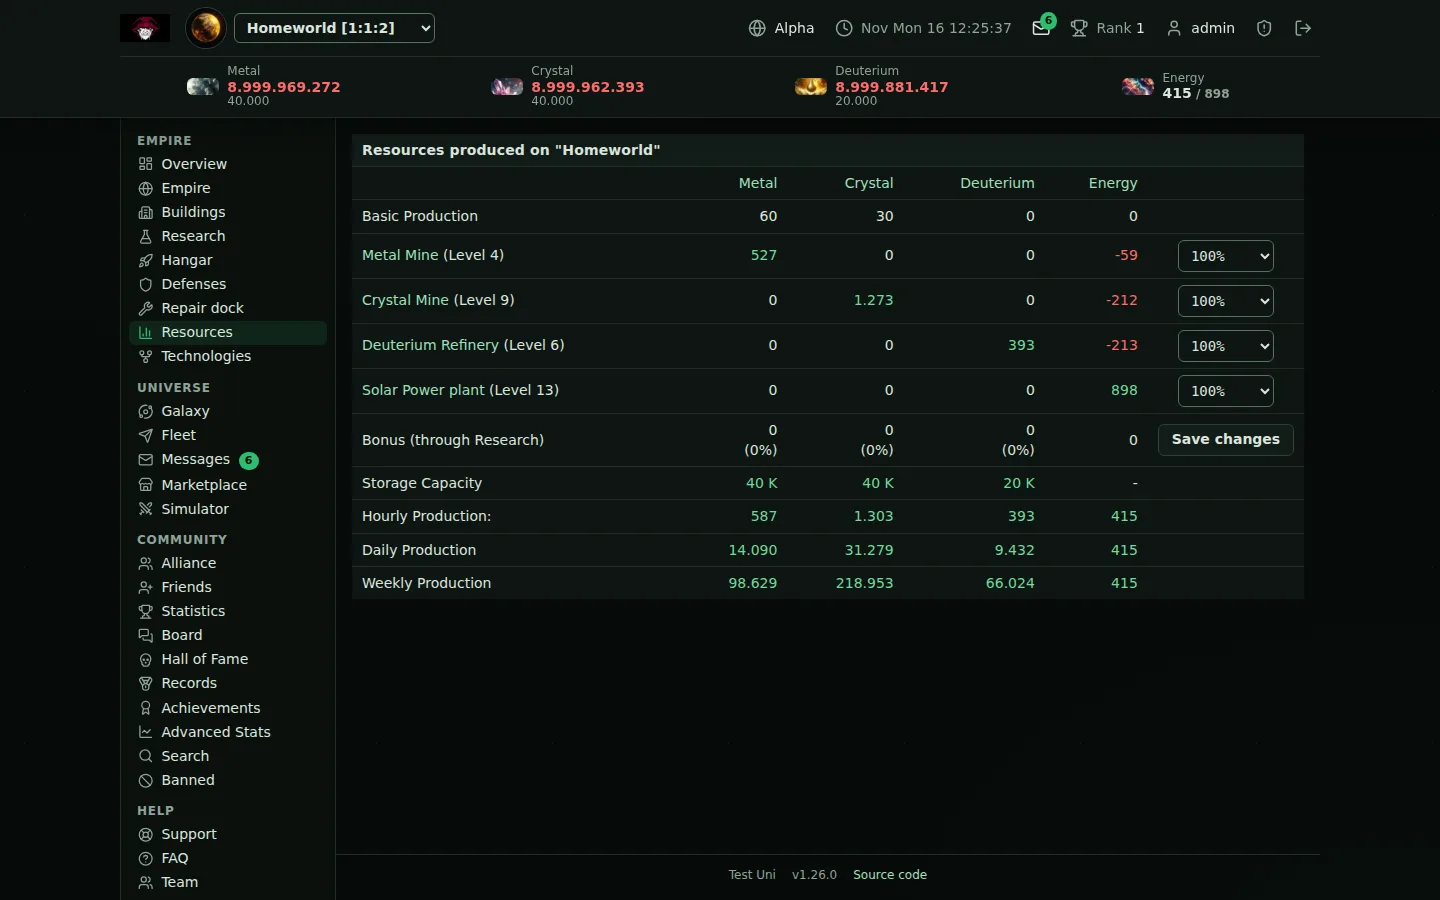 Homeworld [1:1:2]
Alpha
Nov Mon 16 12:25:37
6
Rank 1
admin
Metal
8.999.969.272
40.000
Crystal
8.999.962.393
40.000
Deuterium
8.999.881.417
20.000
Energy
415 / 898
EMPIRE
Overview
Empire
Buildings
Research
Hangar
Defenses
Repair dock
Resources
Technologies
UNIVERSE
Galaxy
Fleet
Messages 6
Marketplace
Simulator
COMMUNITY
Alliance
Friends
Statistics
Board
Hall of Fame
Records
Achievements
Advanced Stats
Search
Banned
HELP
Support
FAQ
Team
Resources produced on "Homeworld"
Metal Crystal Deuterium Energy
Basic Production 60 30 0 0
Metal Mine (Level 4) 527 0 0 -59 100%
Crystal Mine (Level 9) 0 1.273 0 -212 100%
Deuterium Refinery (Level 6) 0 0 393 -213 100%
Solar Power plant (Level 13) 0 0 0 898 100%
Bonus (through Research) 0 0 0 0 Save changes
(0%) (0%) (0%)
Storage Capacity 40 K 40 K 20 K -
Hourly Production: 587 1.303 393 415
Daily Production 14.090 31.279 9.432 415
Weekly Production 98.629 218.953 66.024 415
Test Uni v1.26.0 Source code